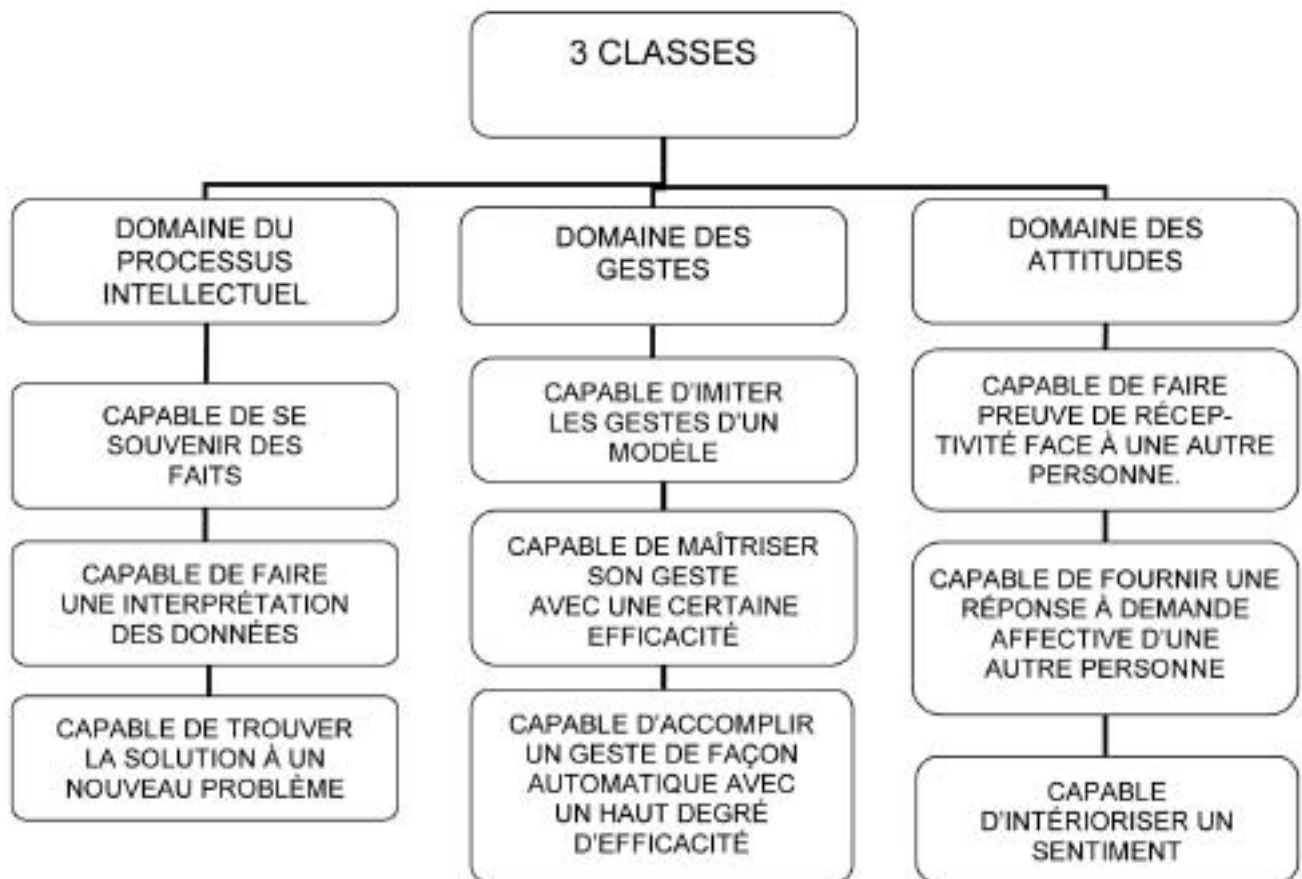 3 CLASSES
DOMAINE DU
PROCESSUS
INTELLECTUEL
CAPABLE DE SE
SOUVENIR DES
FAITS
CAPABLE DE FAIRE
UNE INTERPRÉTATION
DES DONNÉES
CAPABLE DE TROUVER
LA SOLUTION À UN
NOUVEAU PROBLÈME
DOMAINE DES
GESTES
CAPABLE D'IMITER
LES GESTES D'UN
MODÈLE
CAPABLE DE MAÎTRISER
SON GESTE
AVEC UNE CERTAINE
EFFICACITÉ
CAPABLE D'ACCOMPLIR
UN GESTE DE FAÇON
AUTOMATIQUE AVEC
UN HAUT DEGRÉ
D'EFFICACITÉ
DOMAINE DES
ATTITUDES
CAPABLE DE FAIRE
PREUVE DE RÉCEP-
TIVITÉ FACE À UNE AUTRE
PERSONNE.
CAPABLE DE FOURNIR UNE
RÉPONSE À DEMANDE
AFFECTIVE D'UNE
AUTRE PERSONNE
CAPABLE
D'INTÉRIORISER UN
SENTIMENT